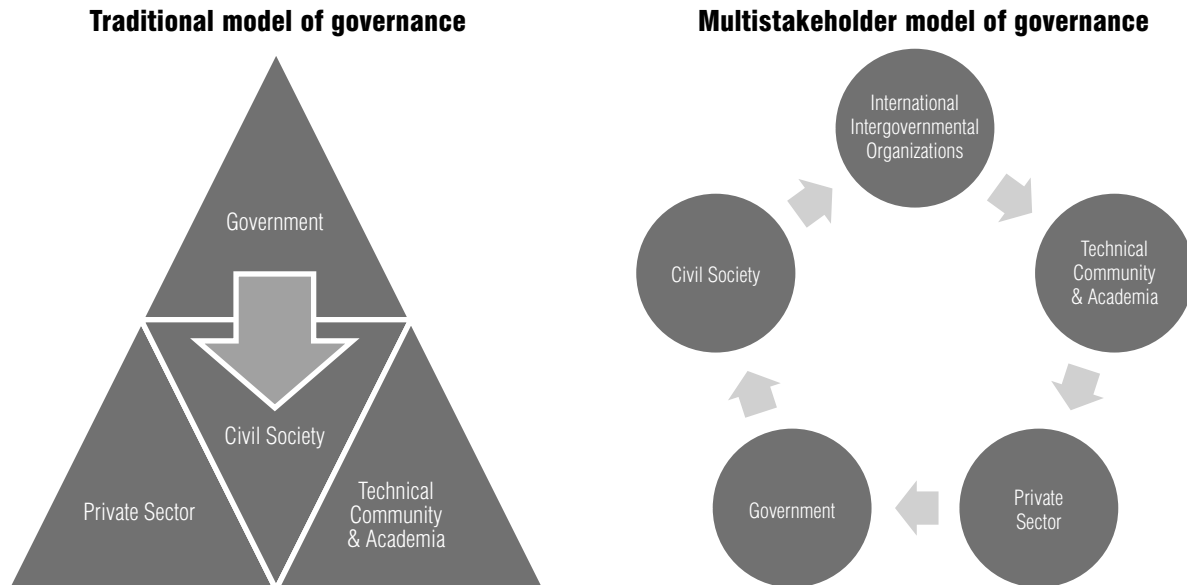 Traditional model of governance
Government
Civil Society
Private Sector
Technical
Community
& Academia
Multistakeholder model of governance
International
Intergovernmental
Organizations
Technical
Community
& Academia
Private
Sector
Government
Civil Society